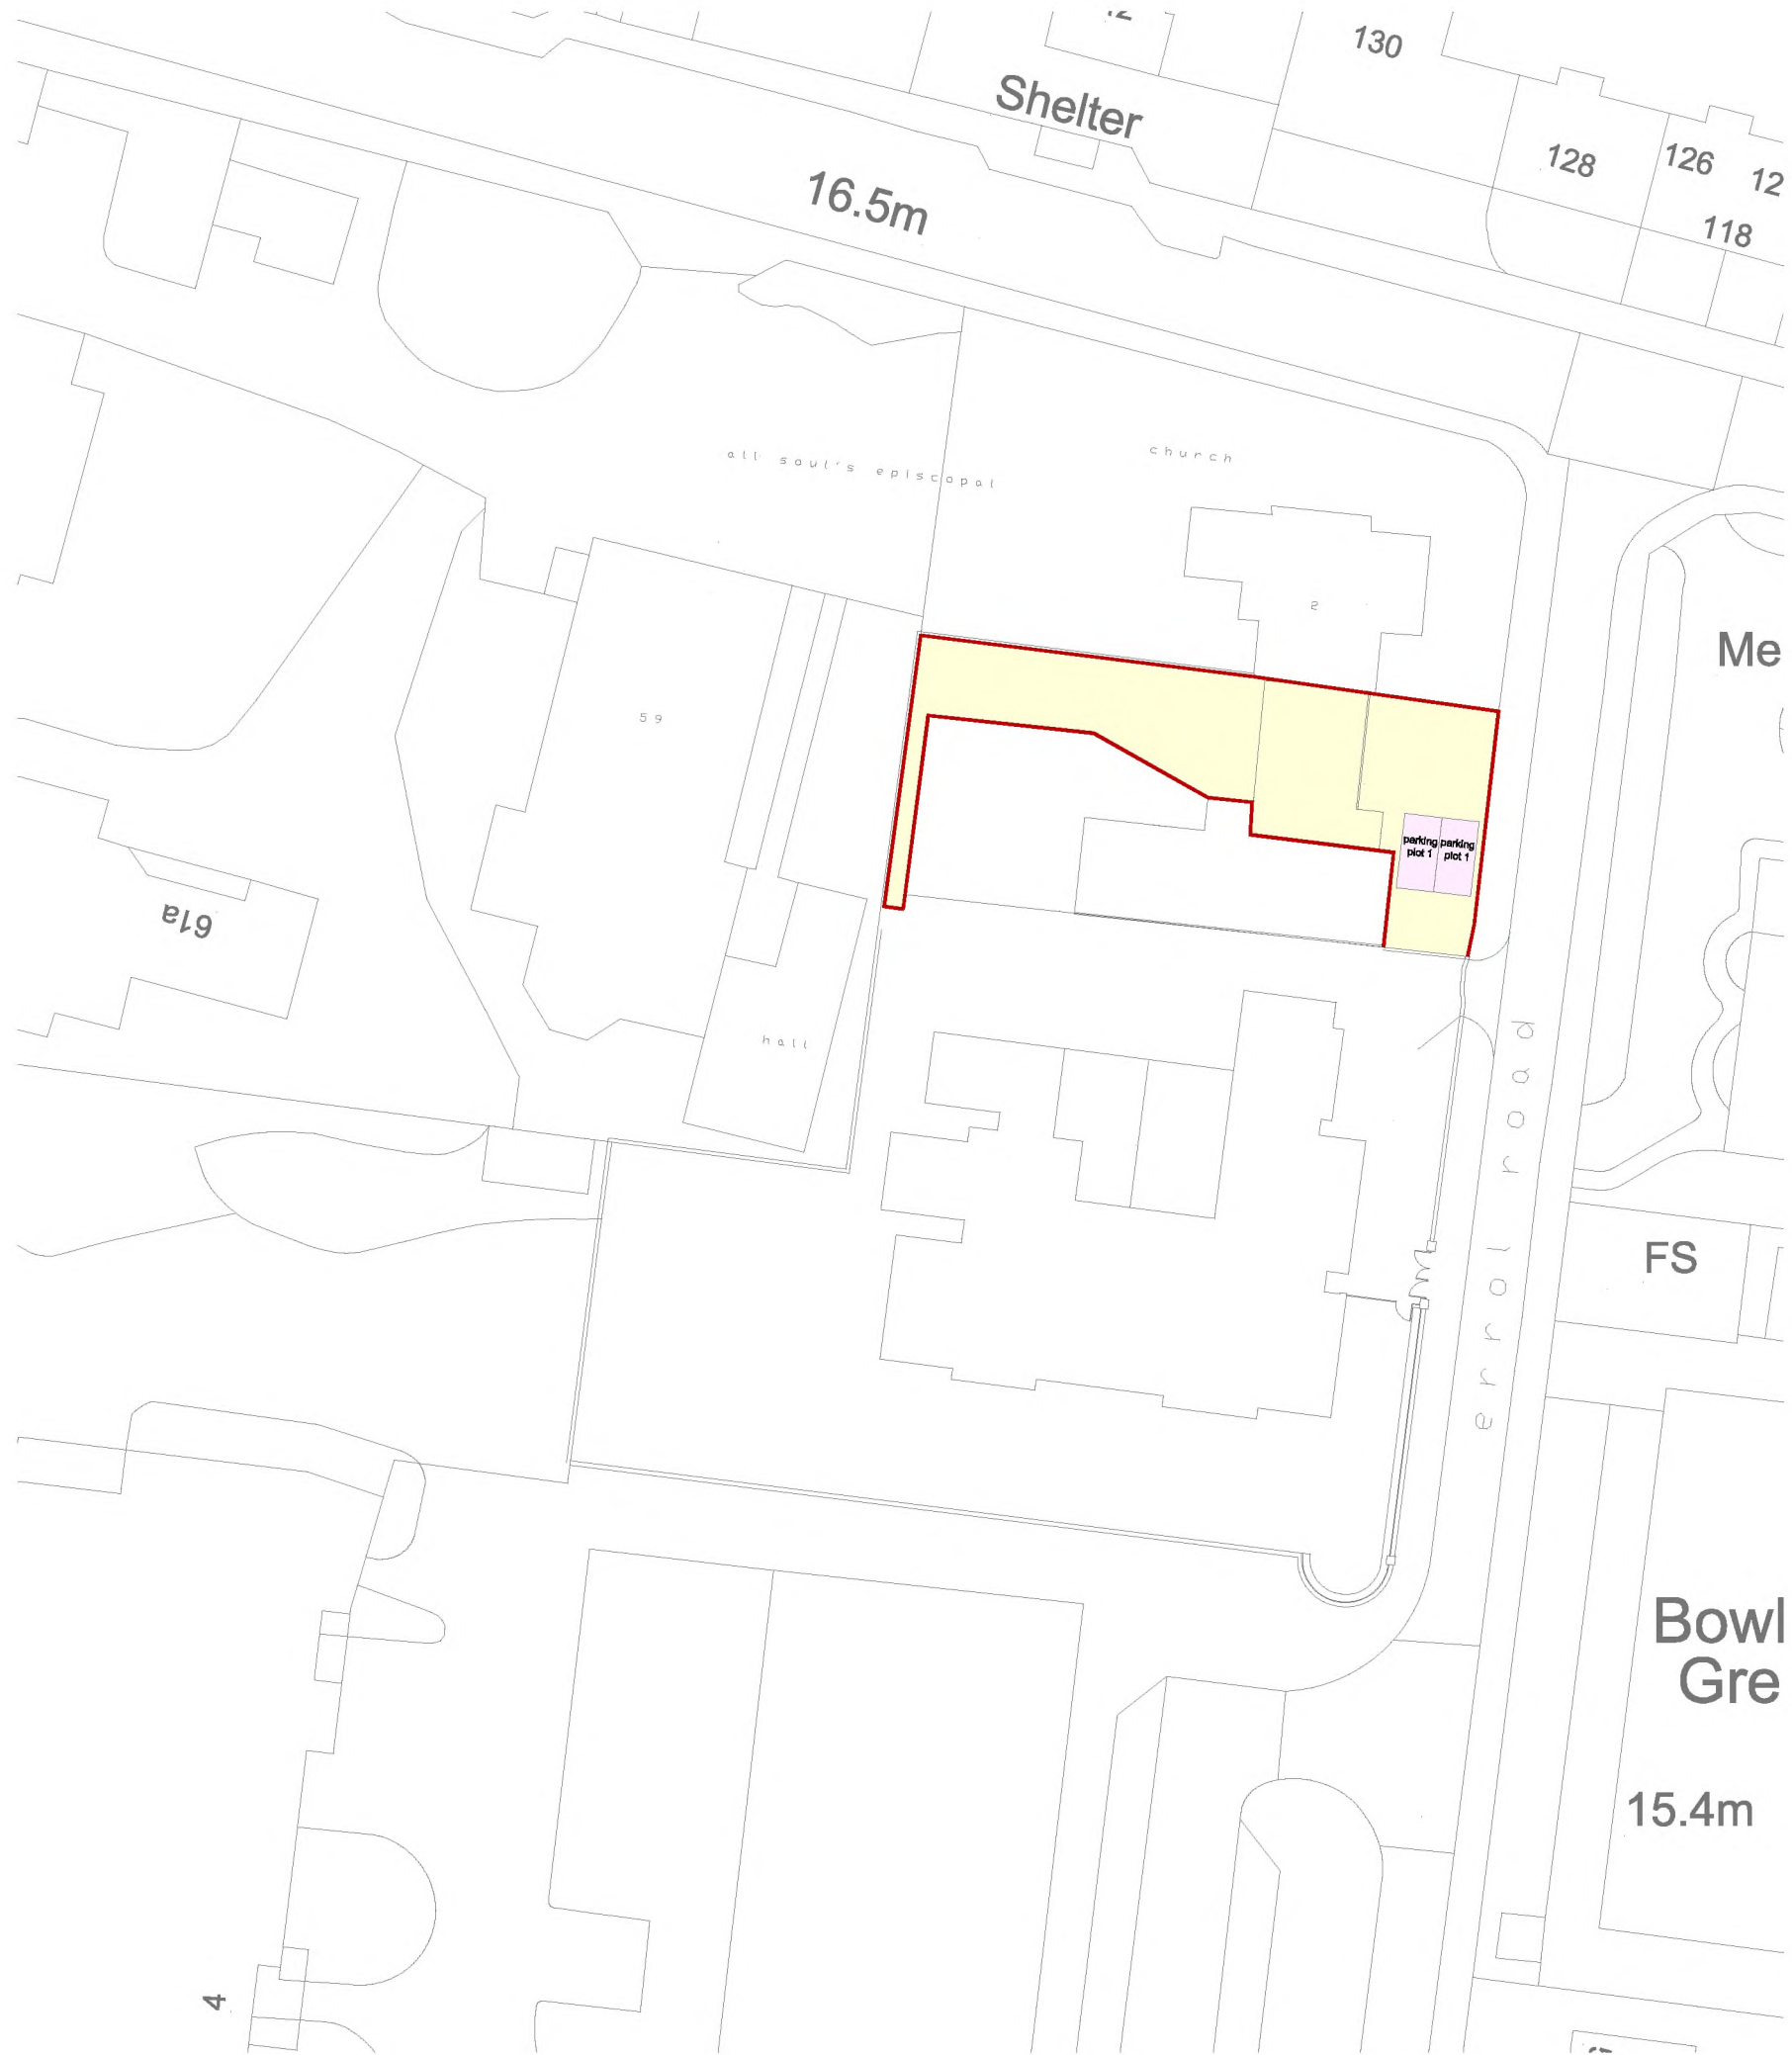 130
Shelter
128
126
12
118
16.5m
church
all soul's episcopal
2
Me
59
parking
plot 1
parking
plot 1
61a
hall
errol road
FS
Bowl
Gre
15.4m
4